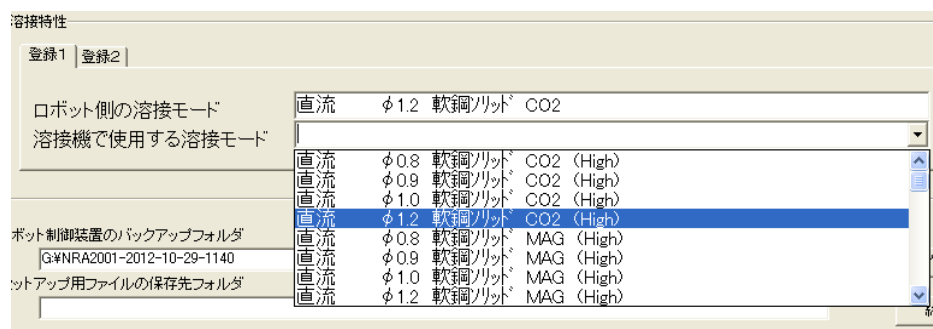 溶接特性
登録1 登録2
ロボット側の溶接モード 直流 φ1.2 軟鋼ソリッド CO2
溶接機で使用する溶接モード
直流 φ0.8 軟鋼ソリッド CO2 (High)
直流 φ0.9 軟鋼ソリッド CO2 (High)
直流 φ1.0 軟鋼ソリッド CO2 (High)
直流 φ1.2 軟鋼ソリッド CO2 (High)
直流 φ0.8 軟鋼ソリッド MAG (High)
直流 φ0.9 軟鋼ソリッド MAG (High)
直流 φ1.0 軟鋼ソリッド MAG (High)
直流 φ1.2 軟鋼ソリッド MAG (High)
ボット制御装置のバックアップフォルダ
G:¥NRA2001-2012-10-29-1140
ットアップ用ファイルの保存先フォルダ